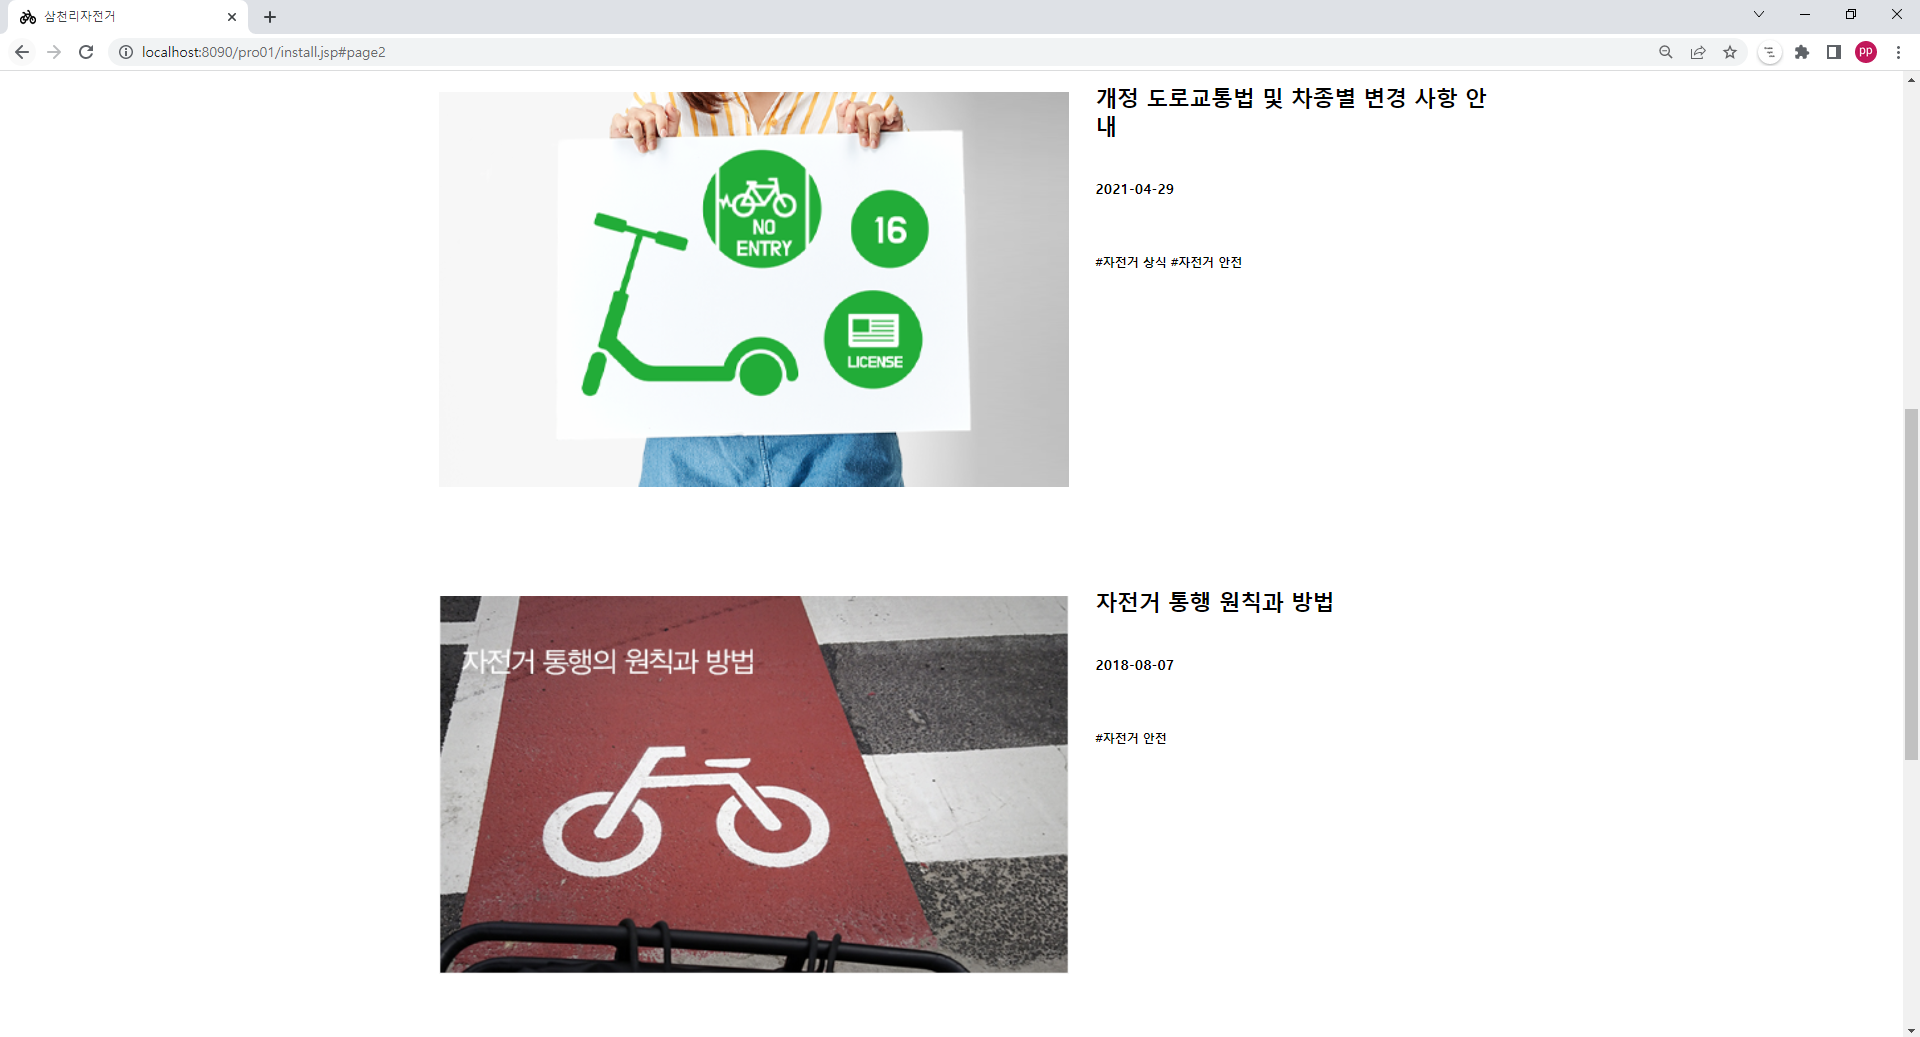 삼천리자전거
localhost:8090/pro01/install.jsp#page2
pp
개정 도로교통법 및 차종별 변경 사항 안
내
2021-04-29
#자전거 상식 #자전거 안전
NO
ENTRY
16
LICENSE
자전거 통행 원칙과 방법
2018-08-07
#자전거 안전
자전거 통행의 원칙과 방법